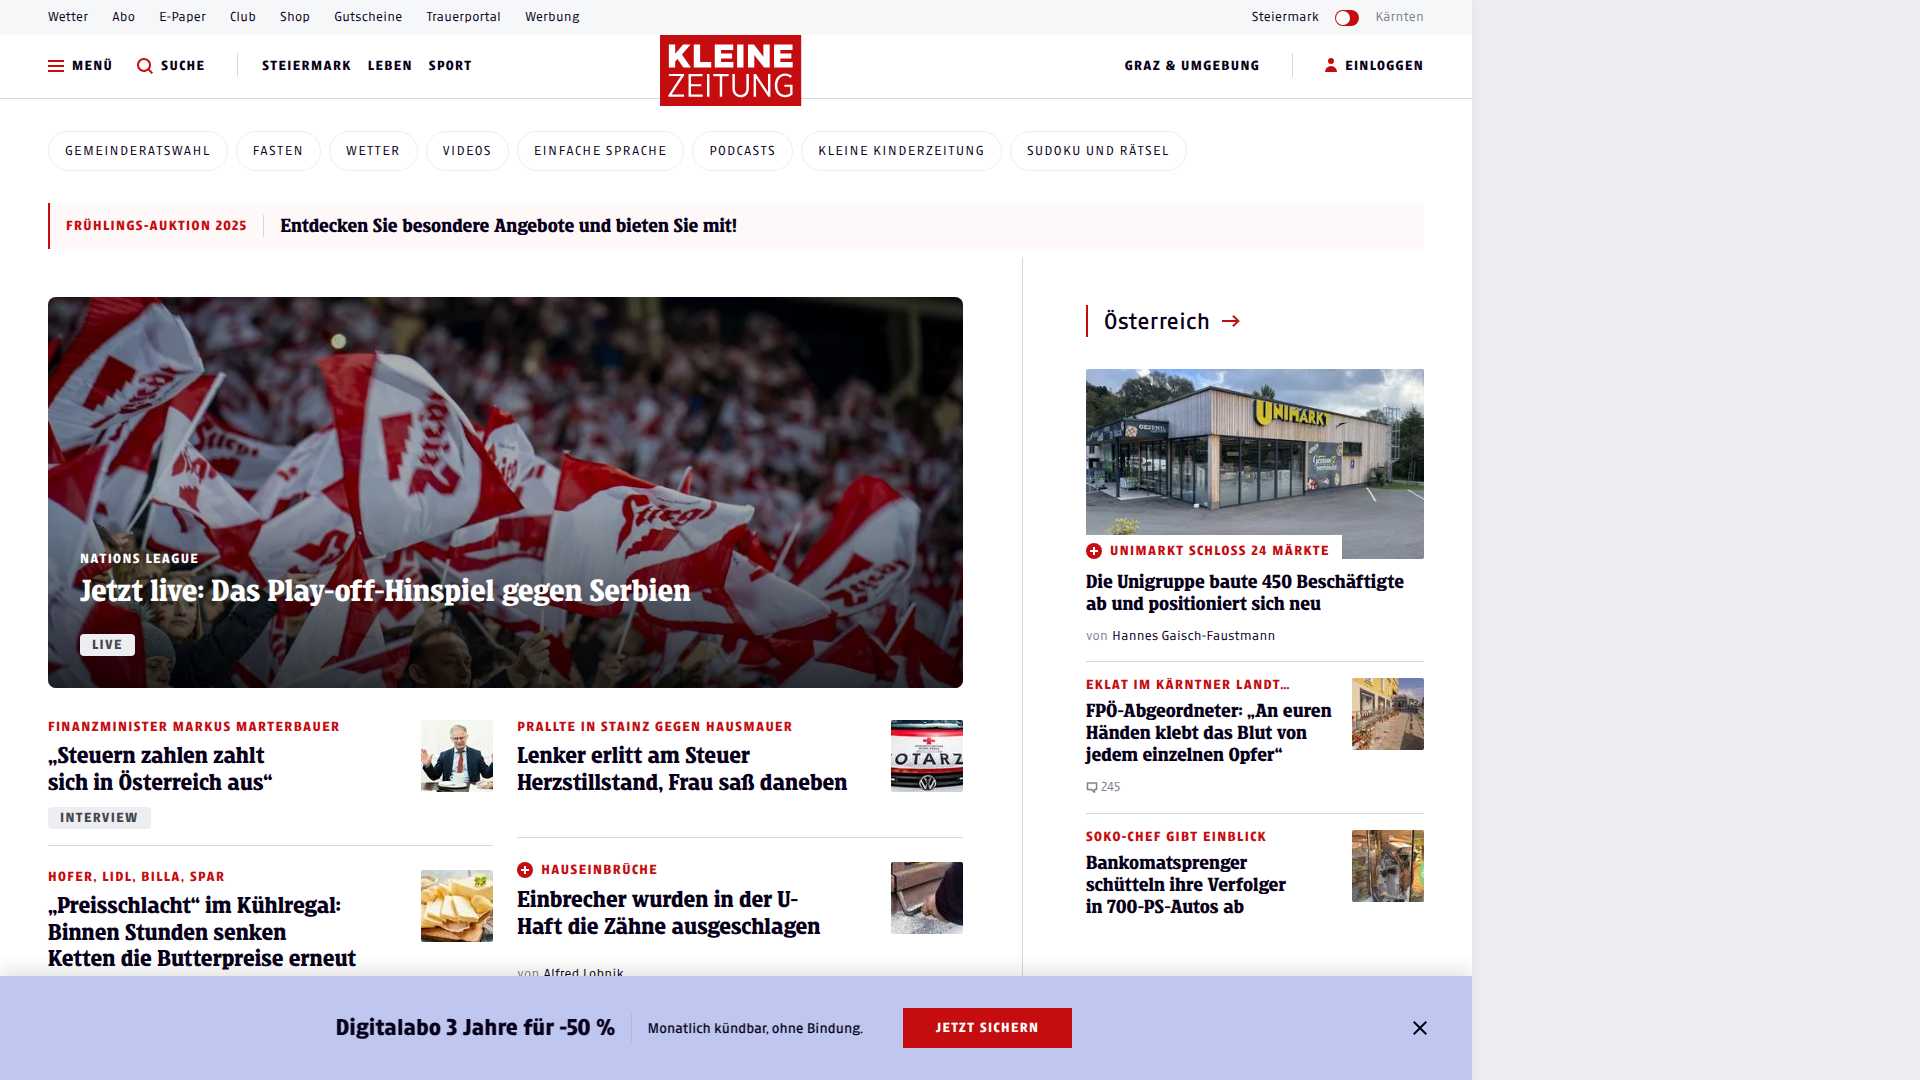 Wetter Abo E-Paper Club Shop Gutscheine Trauerportal Werbung Steiermark Kärnten
MENÜ SUCHE STEIERMARK LEBEN SPORT KLEINE ZEITUNG GRAZ & UMGEBUNG EINLOGGEN
GEMEINDERATSWAHL FASTEN WETTER VIDEOS EINFACHE SPRACHE PODCASTS KLEINE KINDERZEITUNG SUDOKU UND RÄTSEL
FRÜHLINGS-AUKTION 2025 Entdecken Sie besondere Angebote und bieten Sie mit!
Stiegl
Stiegl
NATIONS LEAGUE
Jetzt live: Das Play-off-Hinspiel gegen Serbien
LIVE
FINANZMINISTER MARKUS MARTERBAUER
„Steuern zahlen zahlt
sich in Österreich aus“
INTERVIEW
HOFER, LIDL, BILLA, SPAR
„Preisschlacht“ im Kühlregal:
Binnen Stunden senken
Ketten die Butterpreise erneut
PRALLTE IN STAINZ GEGEN HAUSMAUER
Lenker erlitt am Steuer
Herzstillstand, Frau saß daneben
OTARZ
HAUSEINBRÜCHE
Einbrecher wurden in der U-
Haft die Zähne ausgeschlagen
von Alfred Lobnik
Österreich
UNIMARKT
UNIMARKT SCHLOSS 24 MÄRKTE
Die Unigruppe baute 450 Beschäftigte
ab und positioniert sich neu
von Hannes Gaisch-Faustmann
EKLAT IM KÄRNTNER LANDT…
FPÖ-Abgeordneter: „An euren
Händen klebt das Blut von
jedem einzelnen Opfer“
245
SOKO-CHEF GIBT EINBLICK
Bankomatsprenger
schütteln ihre Verfolger
in 700-PS-Autos ab
Digitalabo 3 Jahre für -50 % Monatlich kündbar, ohne Bindung. JETZT SICHERN